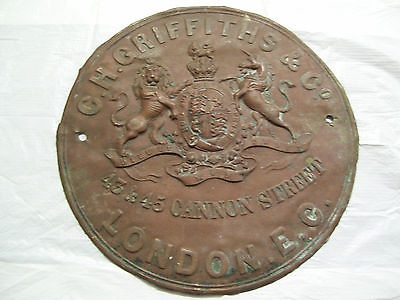 C.H. GRIFFITHS & Co.
43 & 45 CANNON STREET
LONDON. E.C.